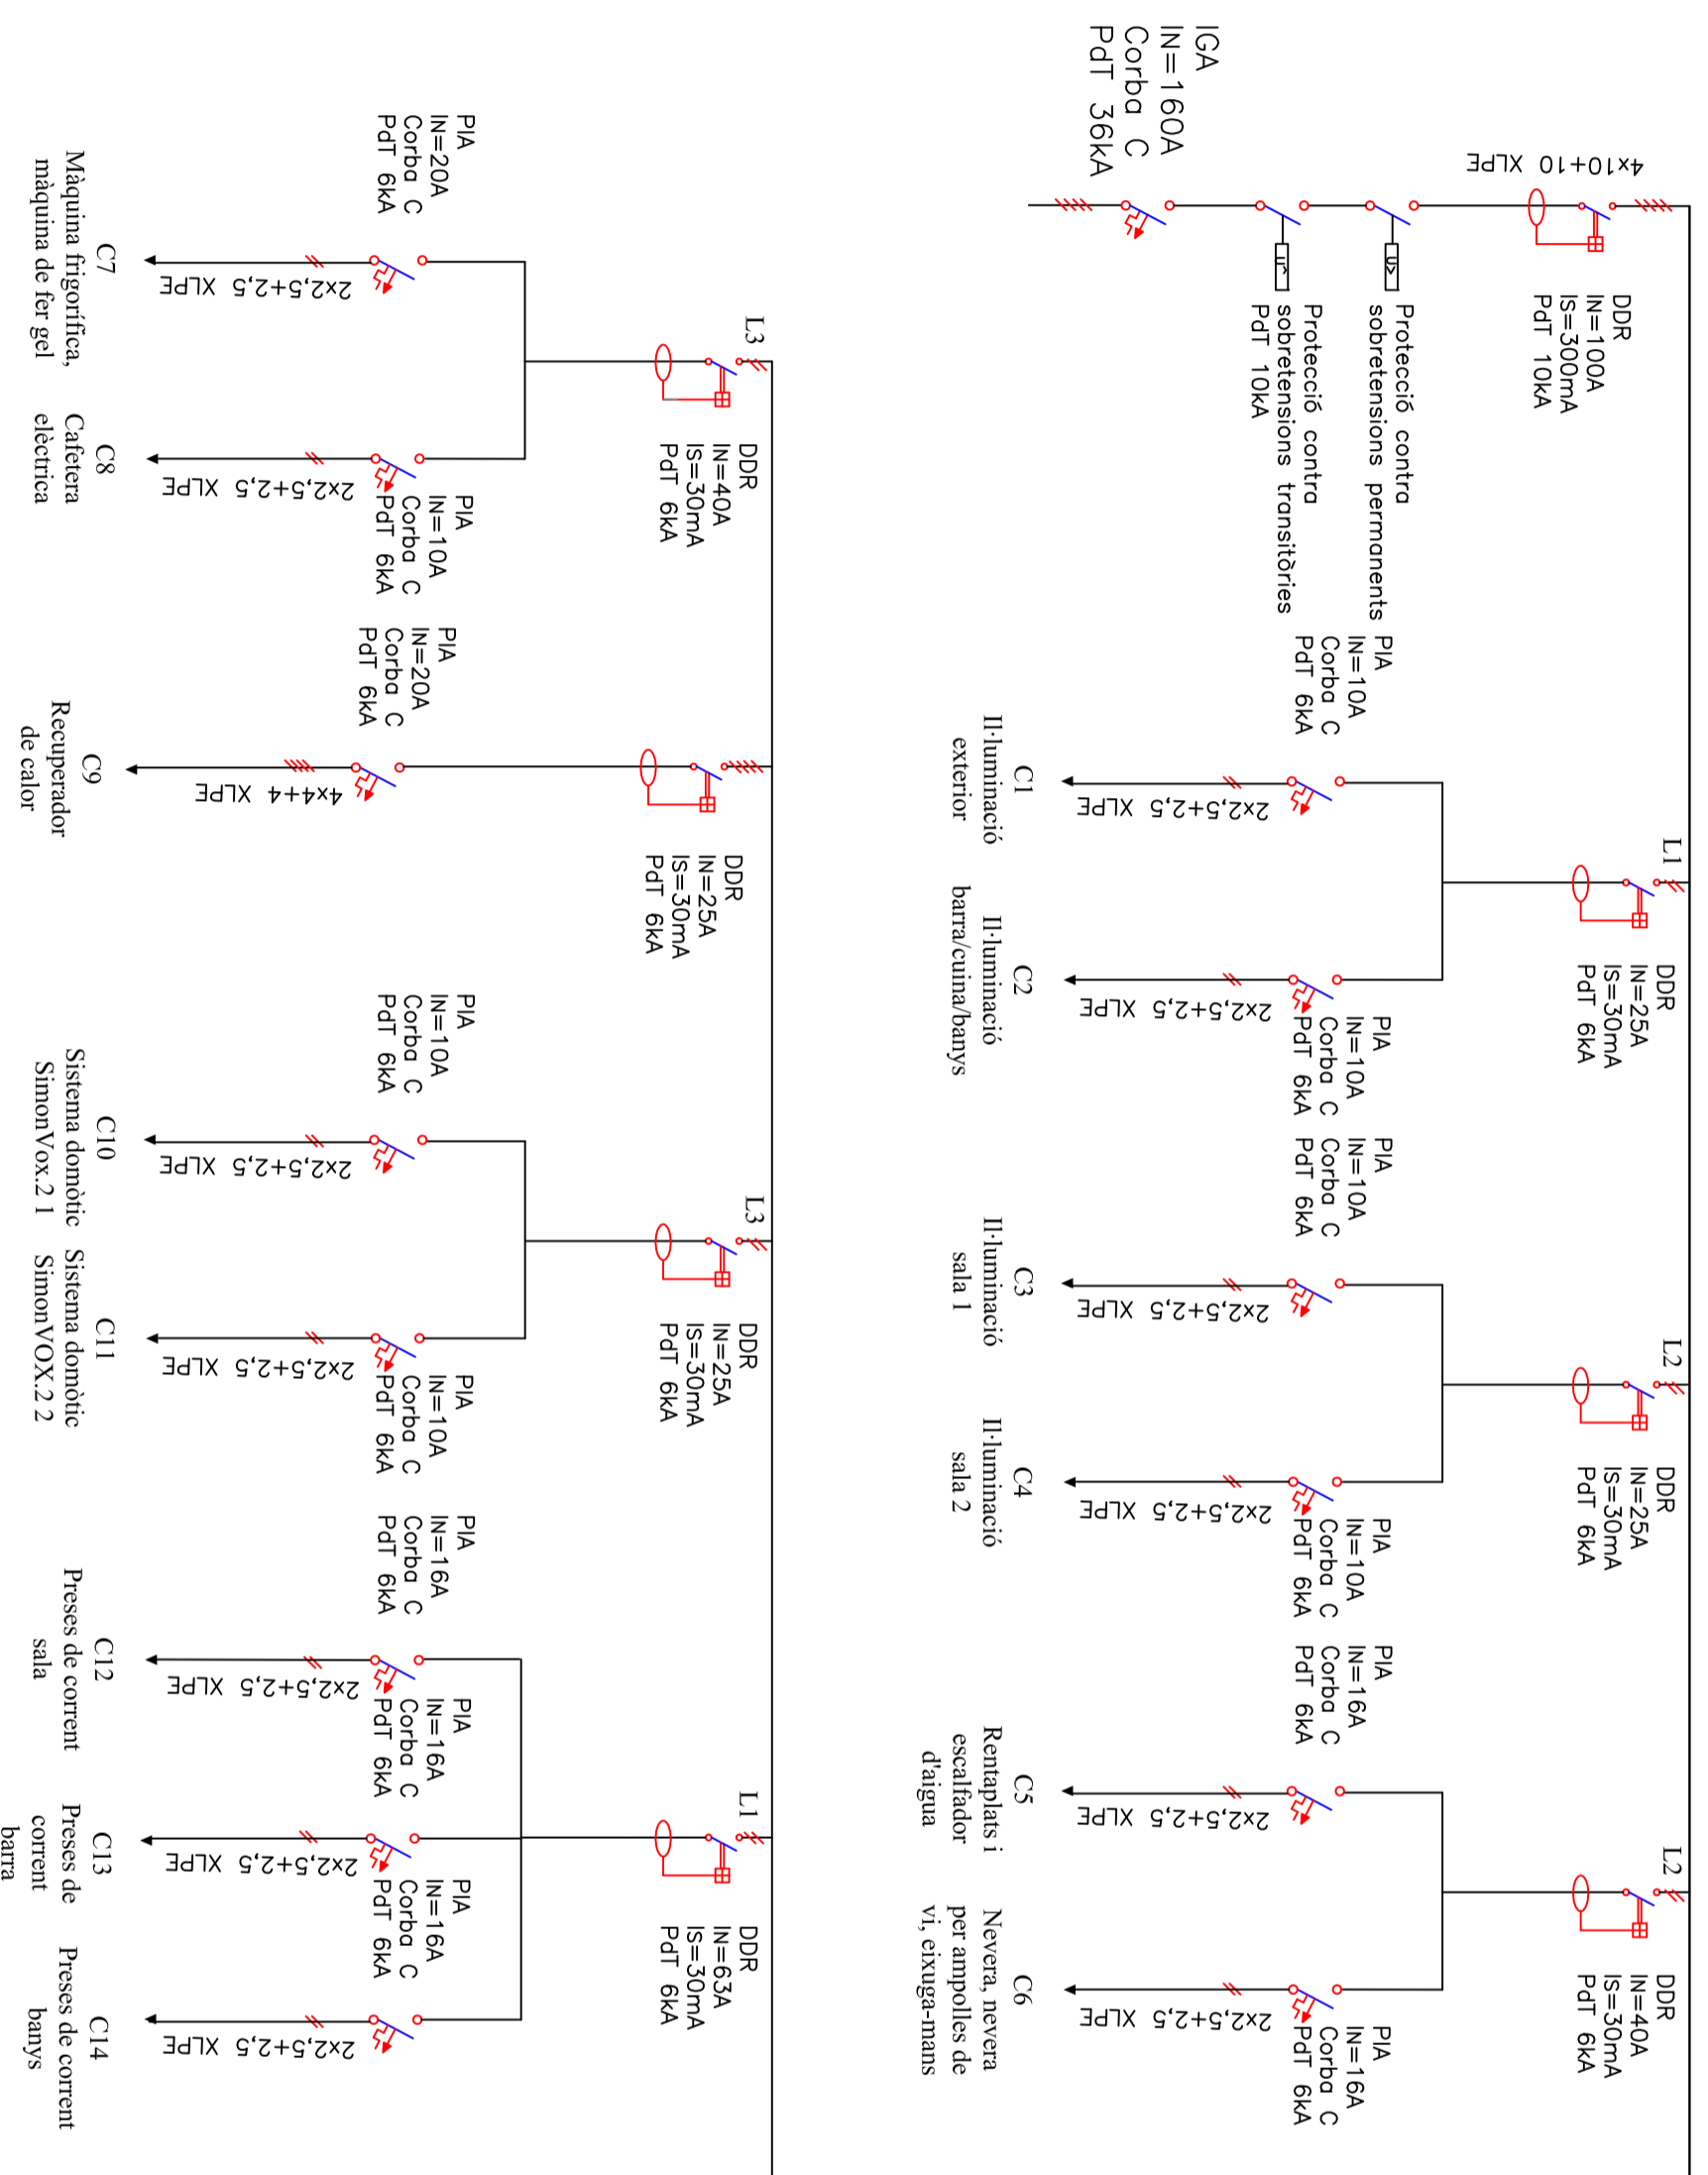 4x10+10 XLPE
IGA
IN=160A
Corba C
PdT 36kA
DDR
IN=100A
IS=300mA
PdT 10kA
U>
Protecció contra
sobretensions permanents
Protecció contra
sobretensions transitòries
PdT 10kA
L1
DDR
IN=25A
IS=30mA
PdT 6kA
PIA
IN=10A
Corba C
PdT 6kA
2x2,5+2,5 XLPE
C1
Il·luminació
exterior
PIA
IN=10A
Corba C
PdT 6kA
2x2,5+2,5 XLPE
C2
Il·luminació
barra/cuina/banys
L2
DDR
IN=25A
IS=30mA
PdT 6kA
PIA
IN=10A
Corba C
PdT 6kA
2x2,5+2,5 XLPE
C3
Il·luminació
sala 1
PIA
IN=10A
Corba C
PdT 6kA
2x2,5+2,5 XLPE
C4
Il·luminació
sala 2
L2
DDR
IN=40A
IS=30mA
PdT 6kA
PIA
IN=16A
Corba C
PdT 6kA
2x2,5+2,5 XLPE
C5
Rentaplats i
escalfador
d'aigua
PIA
IN=16A
Corba C
PdT 6kA
2x2,5+2,5 XLPE
C6
Nevera, nevera
per ampolles de
vi, eixuga-mans
L3
DDR
IN=40A
IS=30mA
PdT 6kA
PIA
IN=20A
Corba C
PdT 6kA
2x2,5+2,5 XLPE
C7
Màquina frigorífica,
màquina de fer gel
PIA
IN=10A
Corba C
PdT 6kA
2x2,5+2,5 XLPE
C8
Cafetera
elèctrica
DDR
IN=25A
IS=30mA
PdT 6kA
PIA
IN=20A
Corba C
PdT 6kA
4x4+4 XLPE
C9
Recuperador
de calor
L3
DDR
IN=25A
IS=30mA
PdT 6kA
PIA
IN=10A
Corba C
PdT 6kA
2x2,5+2,5 XLPE
C10
Sistema domòtic
SimonVox.2 1
PIA
IN=10A
Corba C
PdT 6kA
2x2,5+2,5 XLPE
C11
Sistema domòtic
SimonVOX.2 2
L1
DDR
IN=63A
IS=30mA
PdT 6kA
PIA
IN=16A
Corba C
PdT 6kA
2x2,5+2,5 XLPE
C12
Preses de corrent
sala
PIA
IN=16A
Corba C
PdT 6kA
2x2,5+2,5 XLPE
C13
Preses de
corrent
barra
PIA
IN=16A
Corba C
PdT 6kA
2x2,5+2,5 XLPE
C14
Preses de corrent
banys